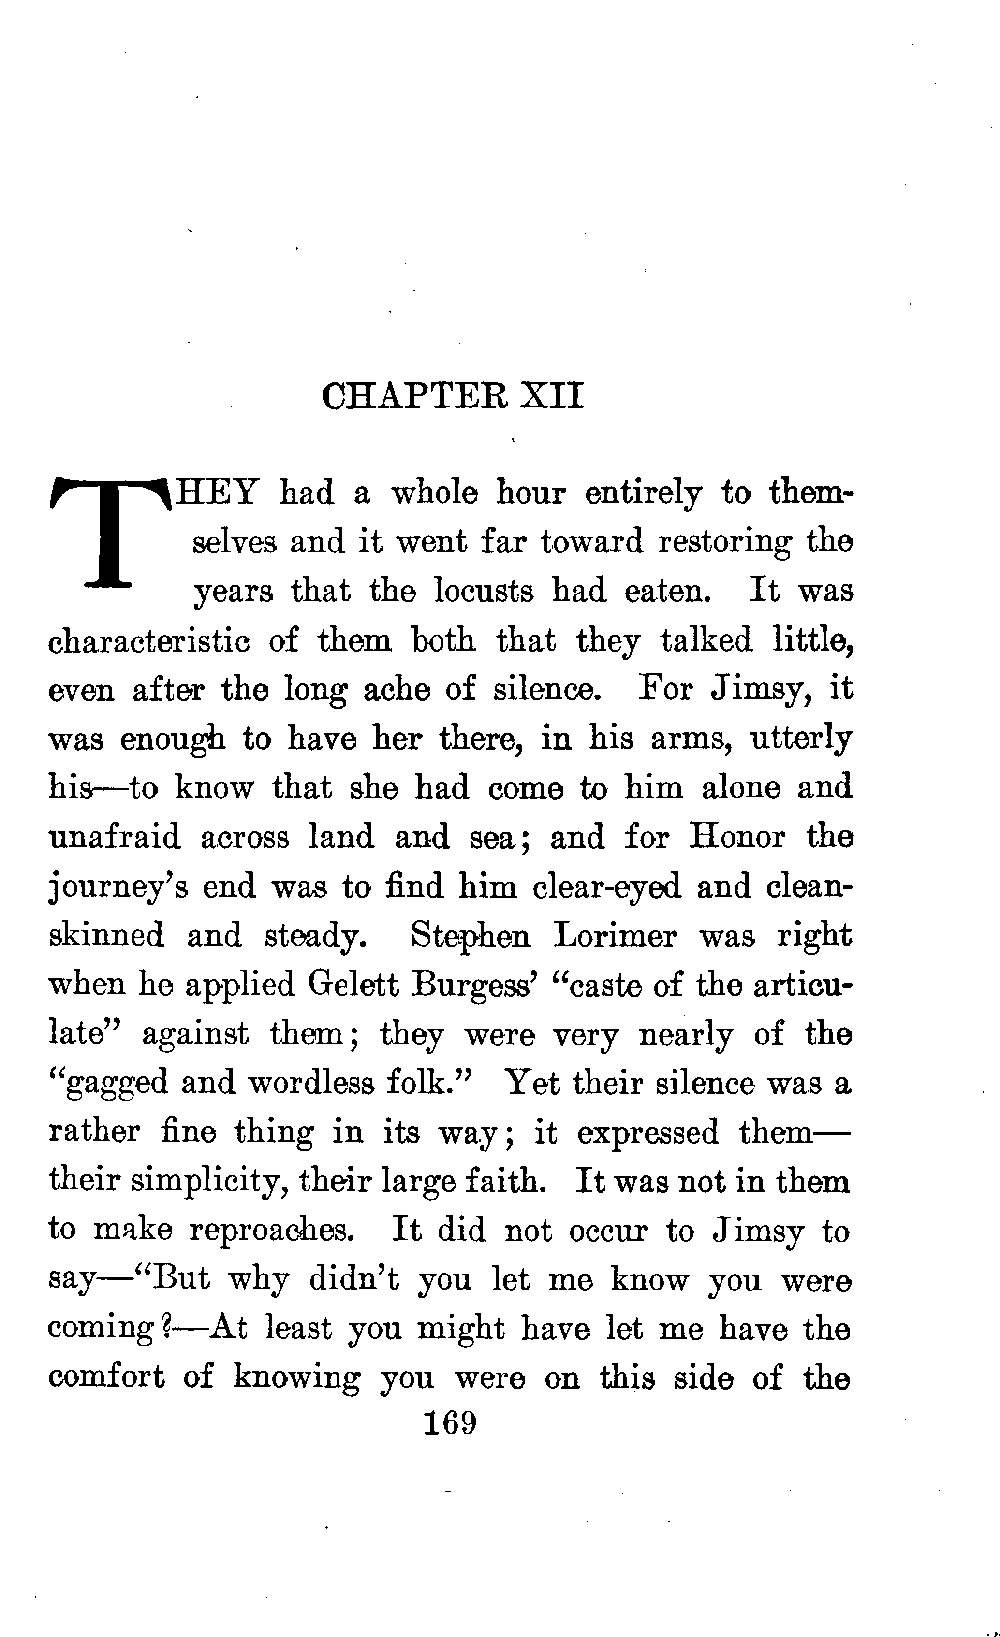 CHAPTER XII
THEY had a whole hour entirely to them-
selves and it went far toward restoring the
years that the locusts had eaten. It was
characteristic of them both that they talked little,
even after the long ache of silence. For Jimsy, it
was enough to have her there, in his arms, utterly
his—to know that she had come to him alone and
unafraid across land and sea; and for Honor the
journey's end was to find him clear-eyed and clean-
skinned and steady. Stephen Lorimer was right
when he applied Gelett Burgess' "caste of the articu-
late" against them; they were very nearly of the
"gagged and wordless folk." Yet their silence was a
rather fine thing in its way; it expressed them—
their simplicity, their large faith. It was not in them
to make reproaches. It did not occur to Jimsy to
say—"But why didn't you let me know you were
coming?—At least you might have let me have the
comfort of knowing you were on this side of the
169